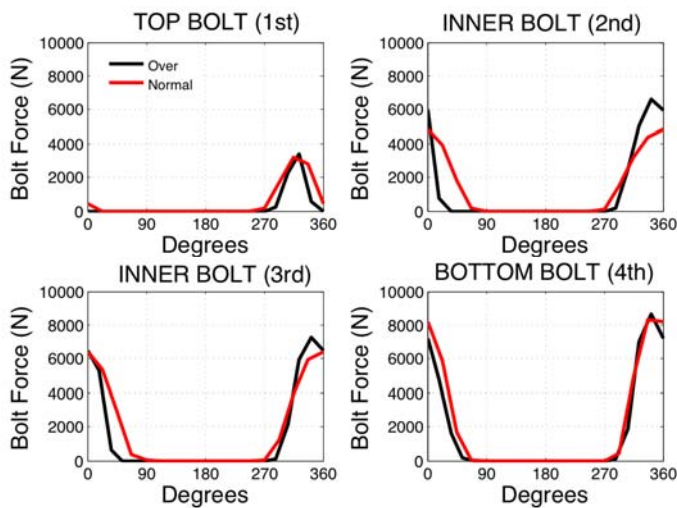 TOP BOLT (1st)
10000
8000
6000
4000
2000
0
Bolt Force (N)
Over
Normal
0 90 180 270 360
Degrees
INNER BOLT (2nd)
10000
8000
6000
4000
2000
0
Bolt Force (N)
0 90 180 270 360
Degrees
INNER BOLT (3rd)
10000
8000
6000
4000
2000
0
Bolt Force (N)
0 90 180 270 360
Degrees
BOTTOM BOLT (4th)
10000
8000
6000
4000
2000
0
Bolt Force (N)
0 90 180 270 360
Degrees